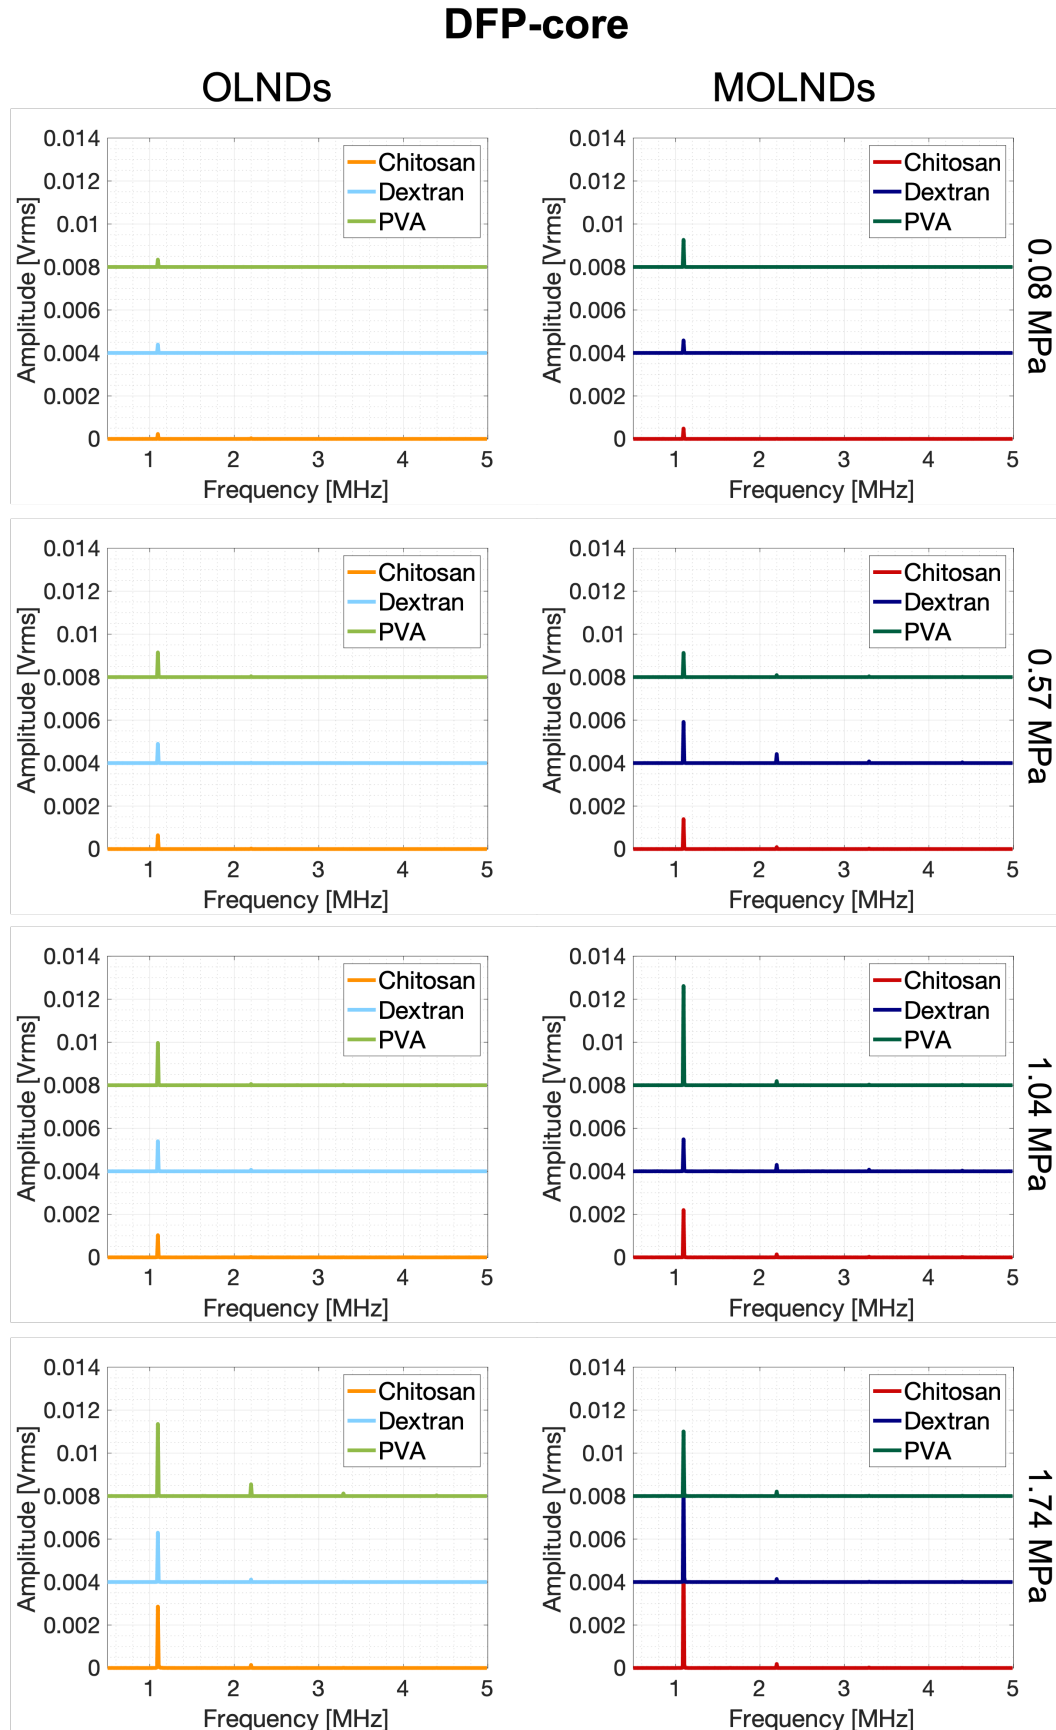 DFP-core
OLNDs
MOLNDs
0.014
0.012
0.01
0.008
0.006
0.004
0.002
0
Amplitude [Vrms]
Chitosan
Dextran
PVA
1 2 3 4 5
Frequency [MHz]
0.014
0.012
0.01
0.008
0.006
0.004
0.002
0
Amplitude [Vrms]
Chitosan
Dextran
PVA
1 2 3 4 5
Frequency [MHz]
0.08 MPa
0.014
0.012
0.01
0.008
0.006
0.004
0.002
0
Amplitude [Vrms]
Chitosan
Dextran
PVA
1 2 3 4 5
Frequency [MHz]
0.014
0.012
0.01
0.008
0.006
0.004
0.002
0
Amplitude [Vrms]
Chitosan
Dextran
PVA
1 2 3 4 5
Frequency [MHz]
0.57 MPa
0.014
0.012
0.01
0.008
0.006
0.004
0.002
0
Amplitude [Vrms]
Chitosan
Dextran
PVA
1 2 3 4 5
Frequency [MHz]
0.014
0.012
0.01
0.008
0.006
0.004
0.002
0
Amplitude [Vrms]
Chitosan
Dextran
PVA
1 2 3 4 5
Frequency [MHz]
1.04 MPa
0.014
0.012
0.01
0.008
0.006
0.004
0.002
0
Amplitude [Vrms]
Chitosan
Dextran
PVA
1 2 3 4 5
Frequency [MHz]
0.014
0.012
0.01
0.008
0.006
0.004
0.002
0
Amplitude [Vrms]
Chitosan
Dextran
PVA
1 2 3 4 5
Frequency [MHz]
1.74 MPa